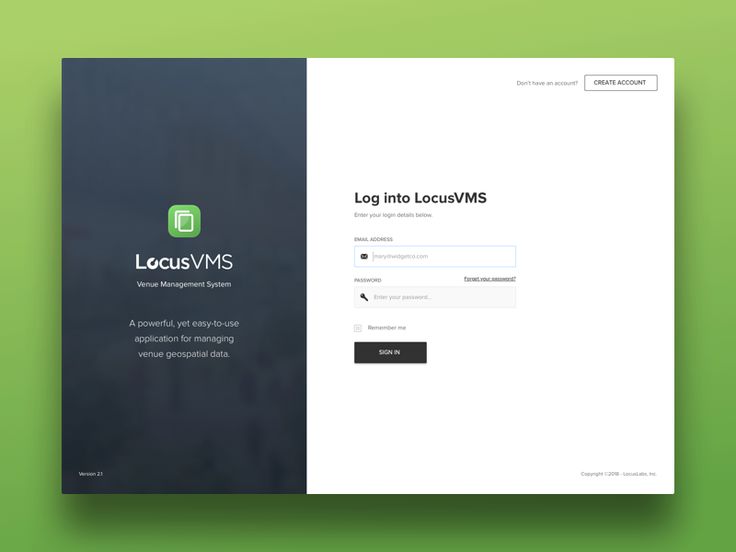 LocusVMS
Venue Management System
A powerful, yet easy-to-use
application for managing
venue geospatial data.
Version 2.1
Don't have an account?
CREATE ACCOUNT
Log into LocusVMS
Enter your login details below.
EMAIL ADDRESS
mary@widgetco.com
PASSWORD
Forgot your password?
Enter your password...
Remember me
SIGN IN
Copyright ©2018 - LocusLabs, Inc.